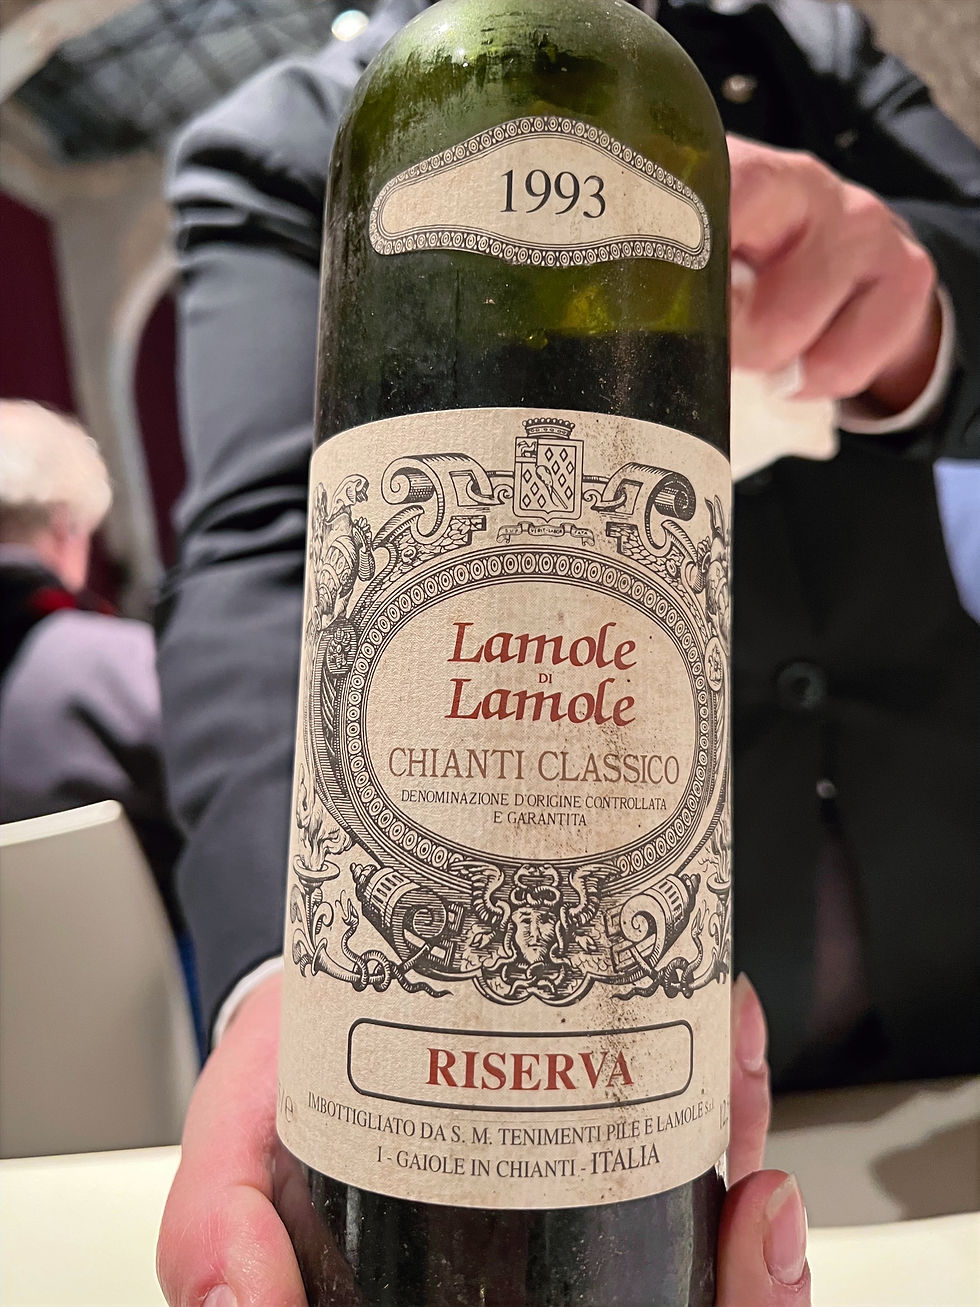 1993
Lamole
DI
Lamole
CHIANTI CLASSICO
DENOMINAZIONE D'ORIGINE CONTROLLATA
E GARANTITA
RISERVA
IMBOTTIGLIATO DA S. M. TENIMENTI PILE E LAMOLE s.r.l.
I - GAIOLE IN CHIANTI - ITALIA